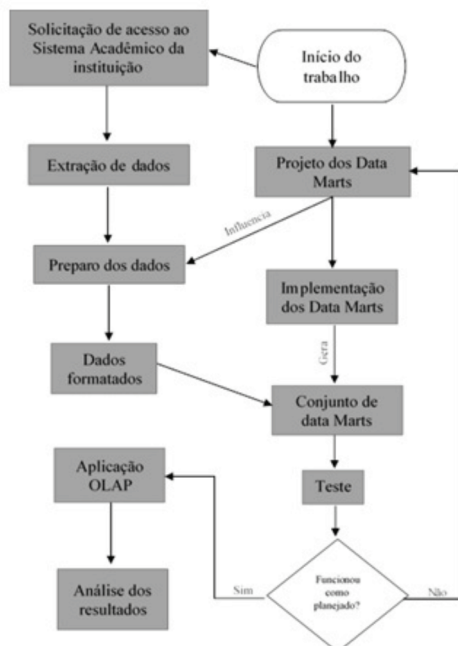 Solicitação de acesso ao
Sistema Acadêmico da
instituição
Início do
trabalho
Extração de dados
Projeto dos Data
Marts
Influencia
Preparo dos dados
Implementação
dos Data Marts
Gera
Dados
formatados
Conjunto de
data Marts
Aplicação
OLAP
Teste
Funcionou
como
planejado?
Sim
Não
Análise dos
resultados